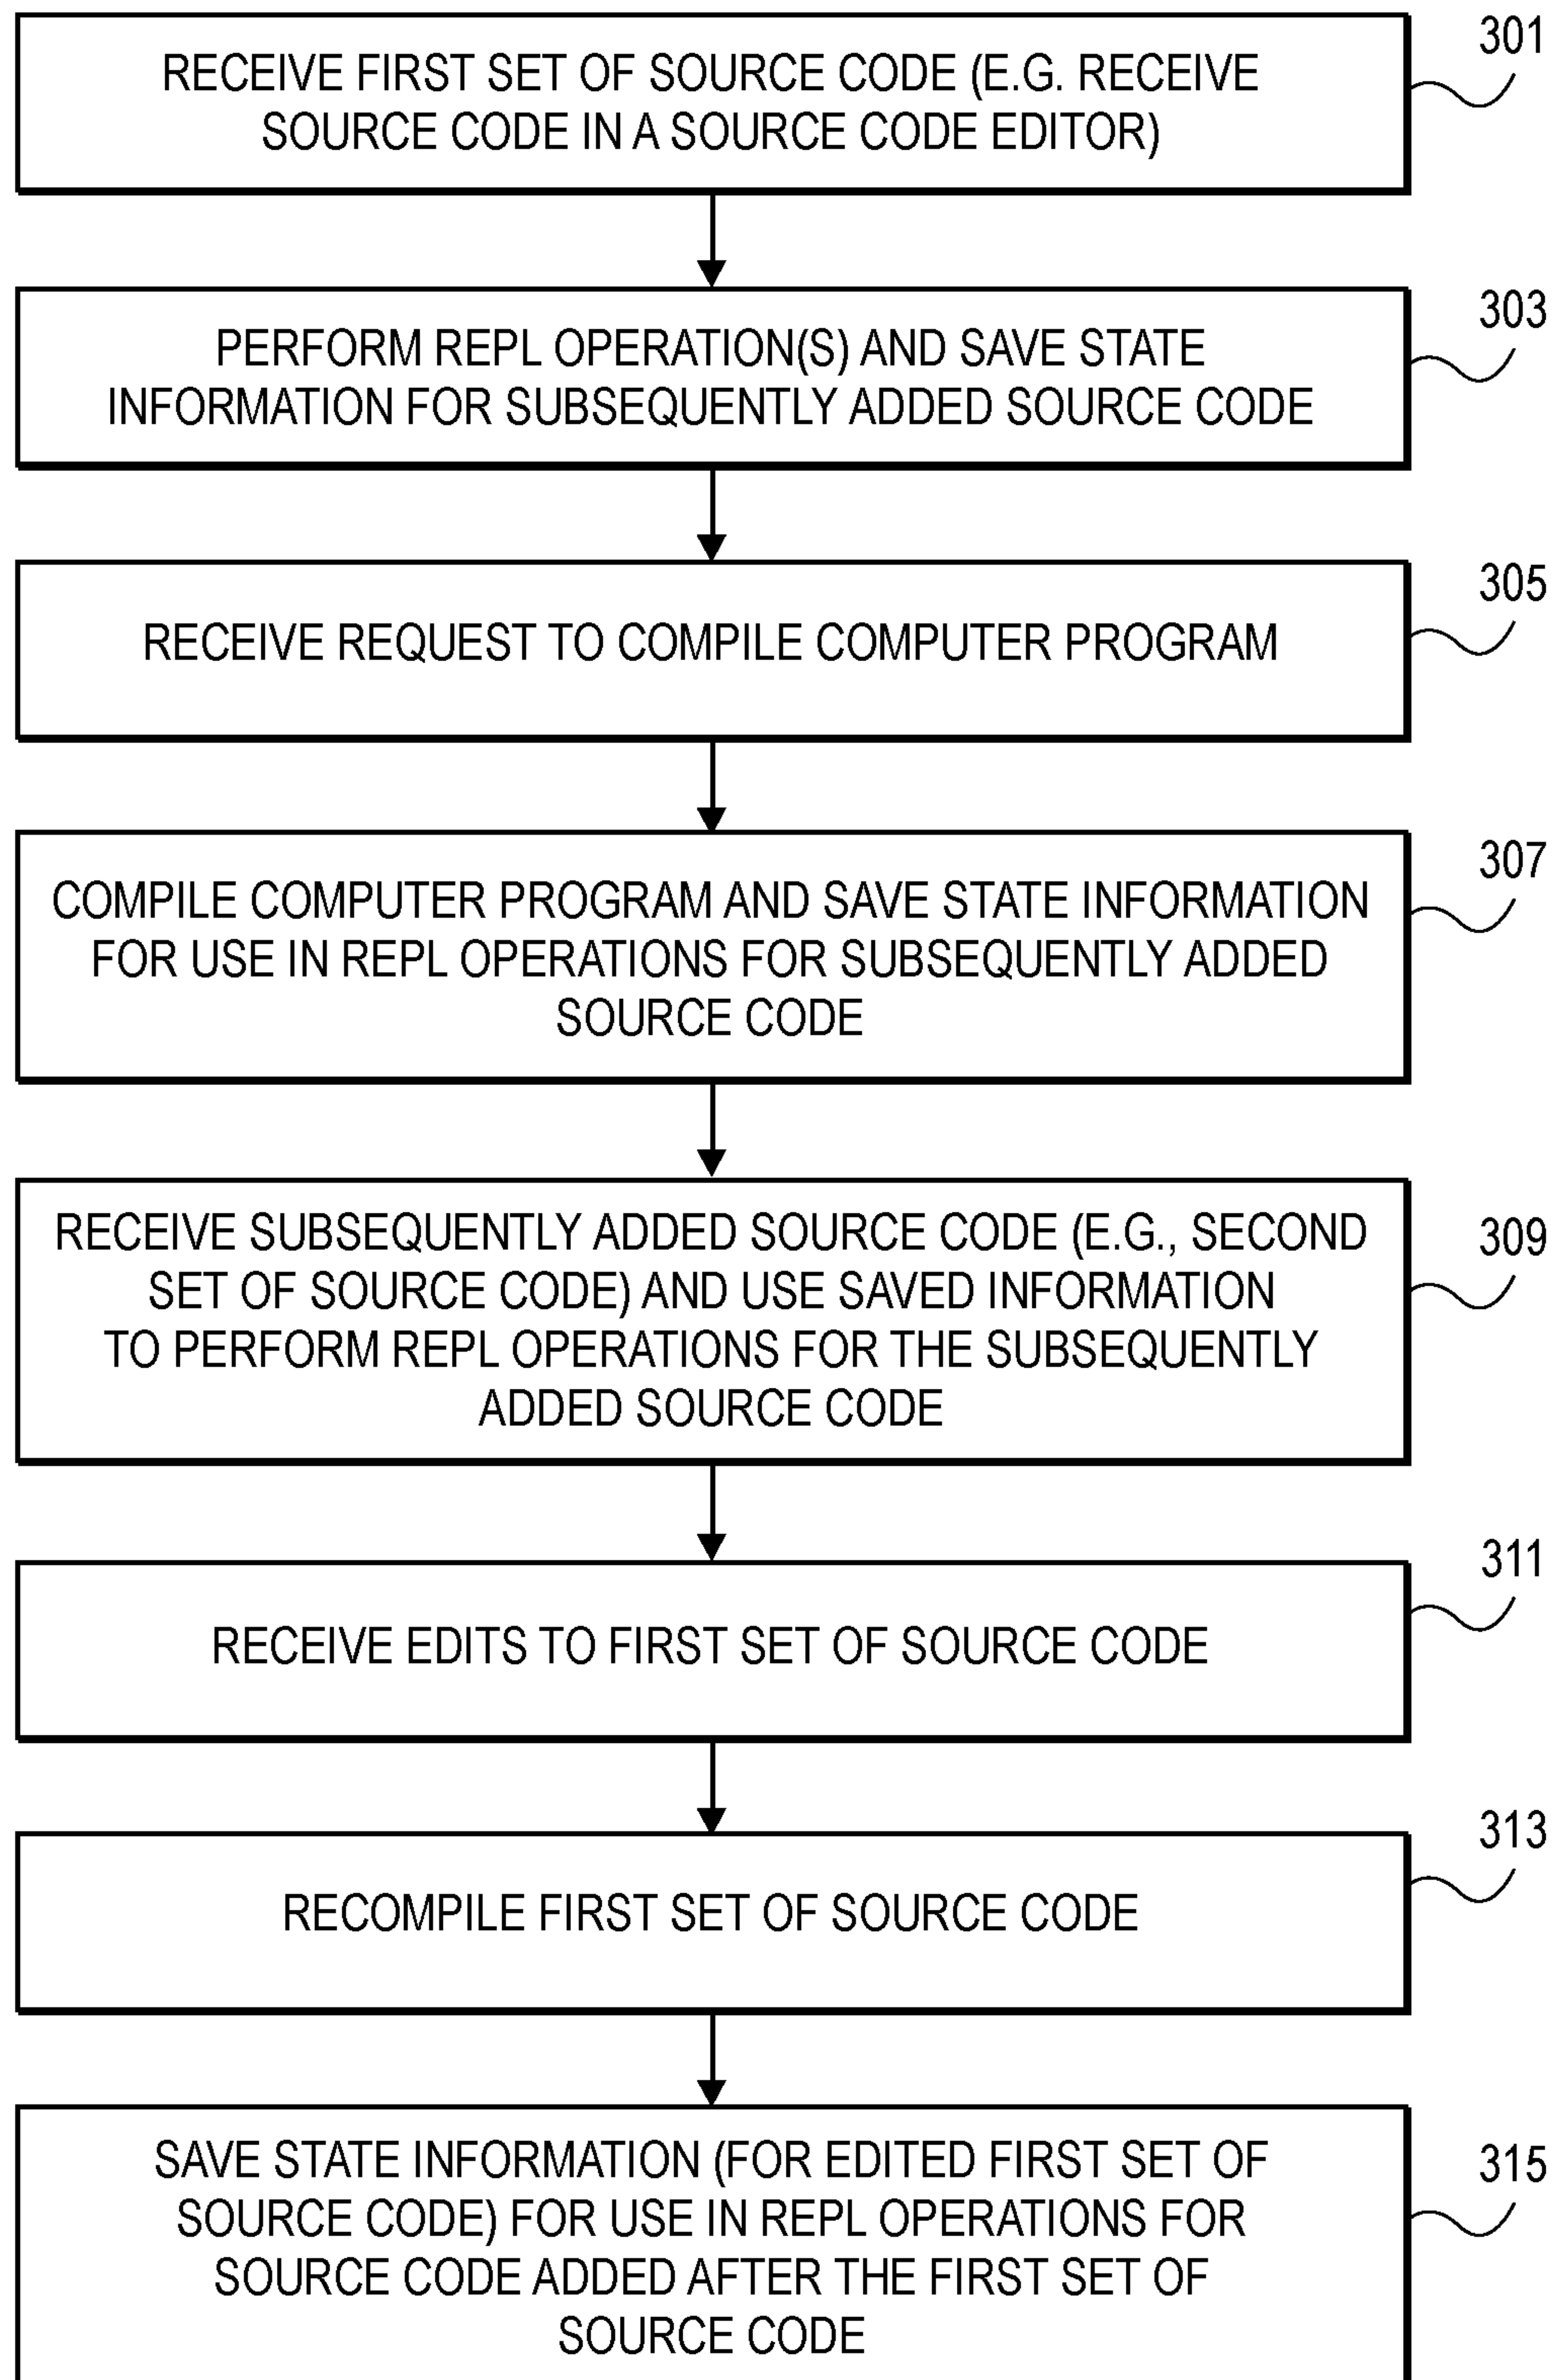 301
RECEIVE FIRST SET OF SOURCE CODE (E.G. RECEIVE
SOURCE CODE IN A SOURCE CODE EDITOR)
303
PERFORM REPL OPERATION(S) AND SAVE STATE
INFORMATION FOR SUBSEQUENTLY ADDED SOURCE CODE
305
RECEIVE REQUEST TO COMPILE COMPUTER PROGRAM
307
COMPILE COMPUTER PROGRAM AND SAVE STATE INFORMATION
FOR USE IN REPL OPERATIONS FOR SUBSEQUENTLY ADDED
SOURCE CODE
309
RECEIVE SUBSEQUENTLY ADDED SOURCE CODE (E.G., SECOND
SET OF SOURCE CODE) AND USE SAVED INFORMATION
TO PERFORM REPL OPERATIONS FOR THE SUBSEQUENTLY
ADDED SOURCE CODE
311
RECEIVE EDITS TO FIRST SET OF SOURCE CODE
313
RECOMPILE FIRST SET OF SOURCE CODE
315
SAVE STATE INFORMATION (FOR EDITED FIRST SET OF
SOURCE CODE) FOR USE IN REPL OPERATIONS FOR
SOURCE CODE ADDED AFTER THE FIRST SET OF
SOURCE CODE